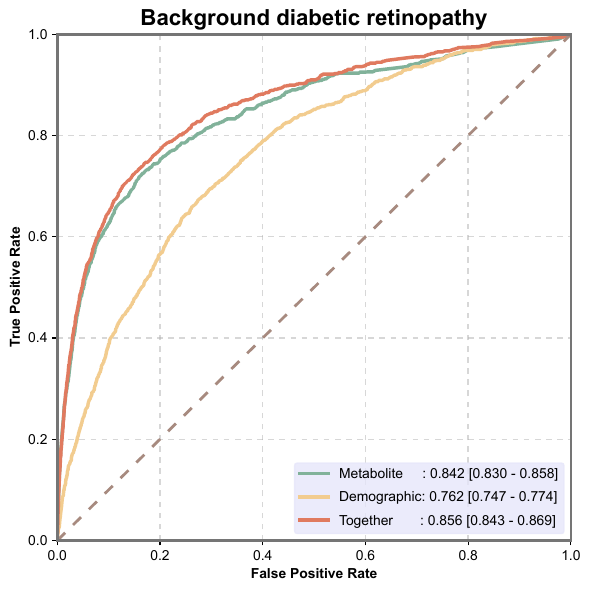 Background diabetic retinopathy
1.0
0.8
0.6
0.4
0.2
0.0
True Positive Rate
Metabolite : 0.842 [0.830 - 0.858]
Demographic: 0.762 [0.747 - 0.774]
Together : 0.856 [0.843 - 0.869]
0.0 0.2 0.4 0.6 0.8 1.0
False Positive Rate